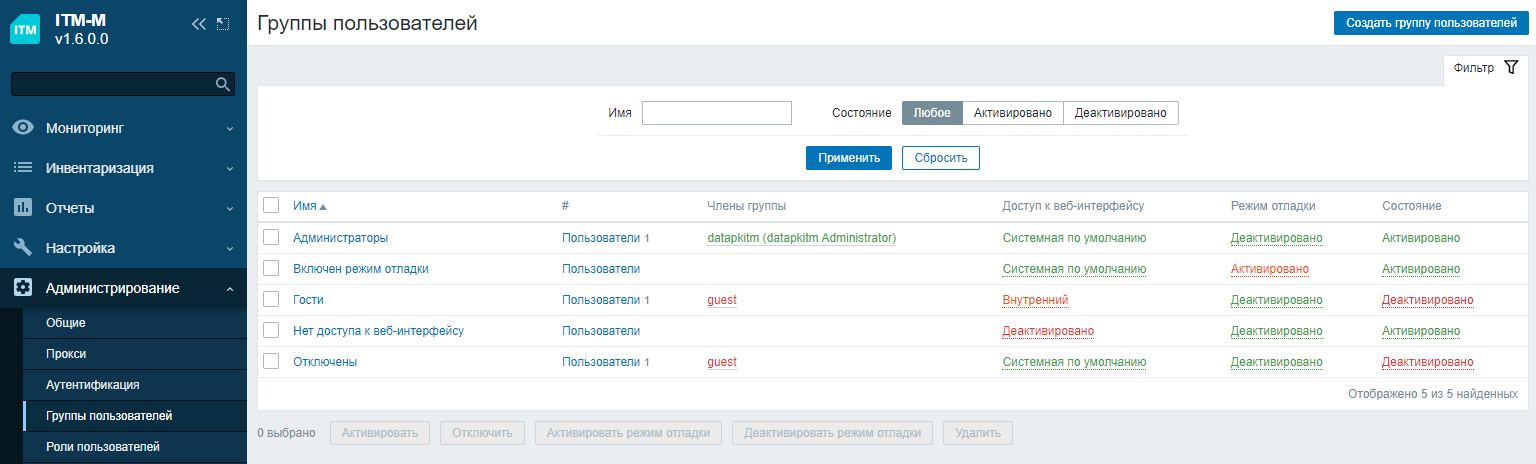 ITM
ITM-M
v1.6.0.0
Мониторинг
Инвентаризация
Отчеты
Настройка
Администрирование
Общие
Прокси
Аутентификация
Группы пользователей
Роли пользователей
Группы пользователей
Создать группу пользователей
Фильтр
Имя Состояние Любое Активировано Деактивировано
Применить Сбросить
Имя # Члены группы Доступ к веб-интерфейсу Режим отладки Состояние
Администраторы Пользователи 1 datapkitm (datapkitm Administrator) Системная по умолчанию Деактивировано Активировано
Включен режим отладки Пользователи Системная по умолчанию Активировано Активировано
Гости Пользователи 1 guest Внутренний Деактивировано Деактивировано
Нет доступа к веб-интерфейсу Пользователи Деактивировано Деактивировано Активировано
Отключены Пользователи 1 guest Системная по умолчанию Деактивировано Деактивировано
Отображено 5 из 5 найденных
0 выбрано Активировать Отключить Активировать режим отладки Деактивировать режим отладки Удалить